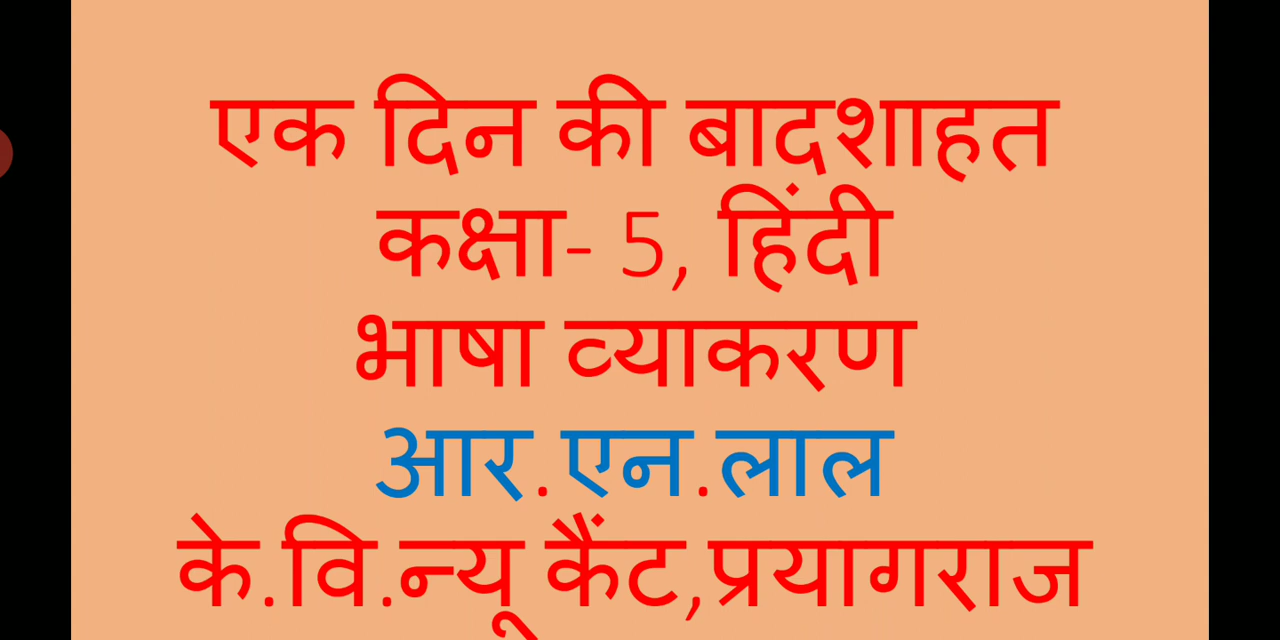 एक दिन की बादशाहत
कक्षा- 5, हिंदी
भाषा व्याकरण
आर.एन.लाल
के.वि.न्यू कैंट,प्रयागराज